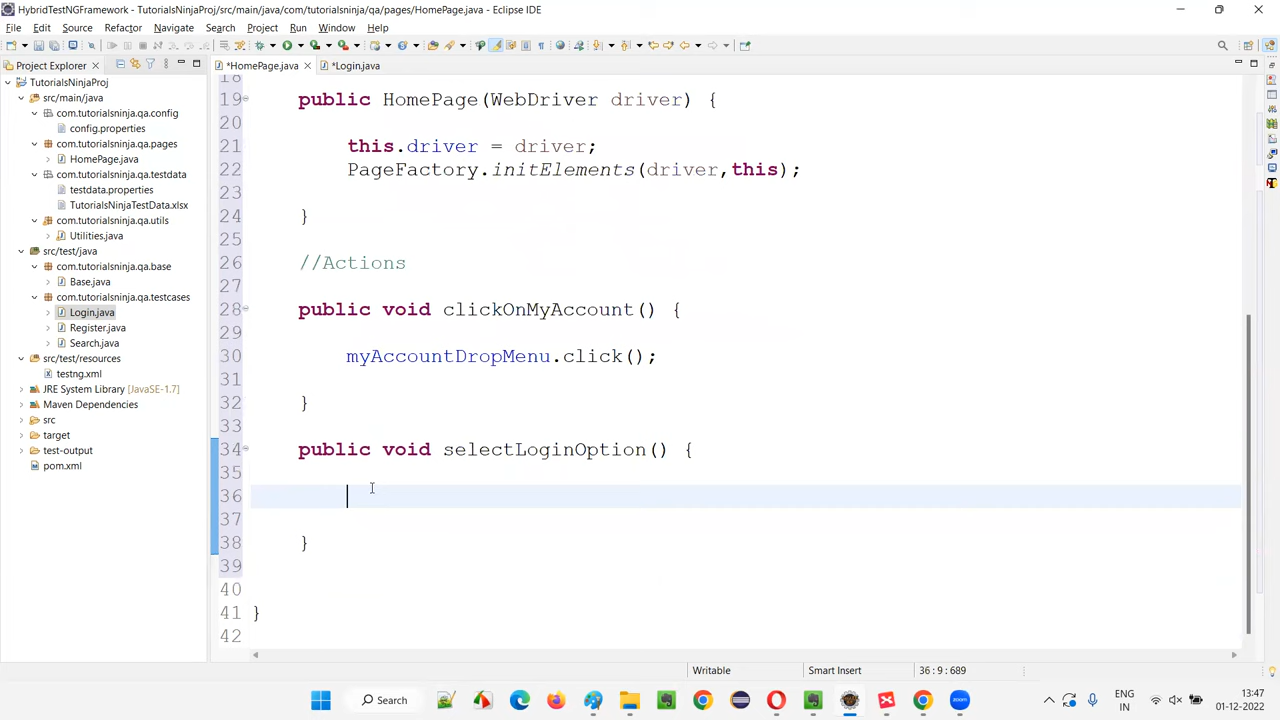 HybridTestNGFramework - TutorialsNinjaProj/src/main/java/com/tutorialsninja/qa/pages/HomePage.java - Eclipse IDE
File Edit Source Refactor Navigate Search Project Run Window Help
Project Explorer
*HomePage.java
*Login.java
TutorialsNinjaProj
src/main/java
com.tutorialsninja.qa.config
config.properties
com.tutorialsninja.qa.pages
HomePage.java
com.tutorialsninja.qa.testdata
testdata.properties
TutorialsNinjaTestData.xlsx
com.tutorialsninja.qa.utils
Utilities.java
src/test/java
com.tutorialsninja.qa.base
Base.java
com.tutorialsninja.qa.testcases
Login.java
Register.java
Search.java
src/test/resources
testng.xml
JRE System Library [JavaSE-1.7]
Maven Dependencies
src
target
test-output
pom.xml
18
19 public HomePage(WebDriver driver) {
20
21 this.driver = driver;
22 PageFactory.initElements(driver,this);
23
24 }
25
26 //Actions
27
28 public void clickOnMyAccount() {
29
30 myAccountDropMenu.click();
31
32 }
33
34 public void selectLoginOption() {
35
36
37
38 }
39
40
41 }
42
Writable
Smart Insert
36 : 9 : 689
Search
ENG
IN
13:47
01-12-2022